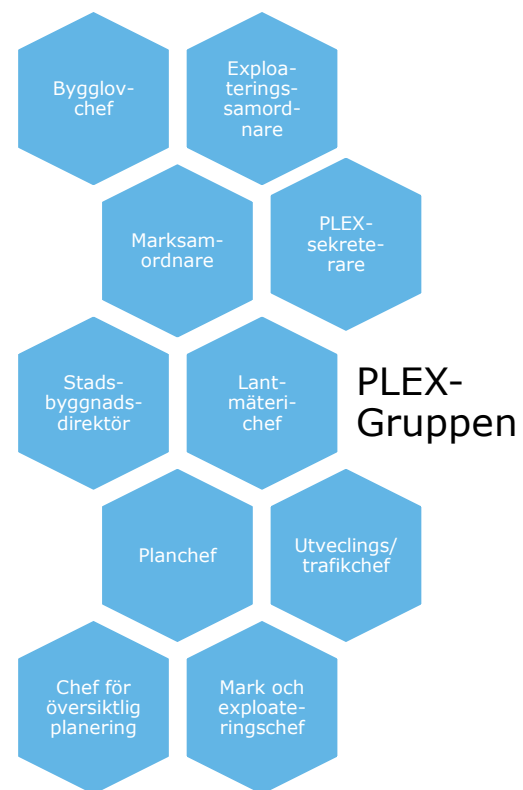 Bygglov-
chef
Exploa-
terings-
samord-
nare
Marksam-
ordnare
PLEX-
sekrete-
rare
Stads-
byggnads-
direktör
Lant-
mäteri-
chef
PLEX-
Gruppen
Planchef
Utveclings/
trafikchef
Chef för
översiktlig
planering
Mark och
exploate-
ringschef